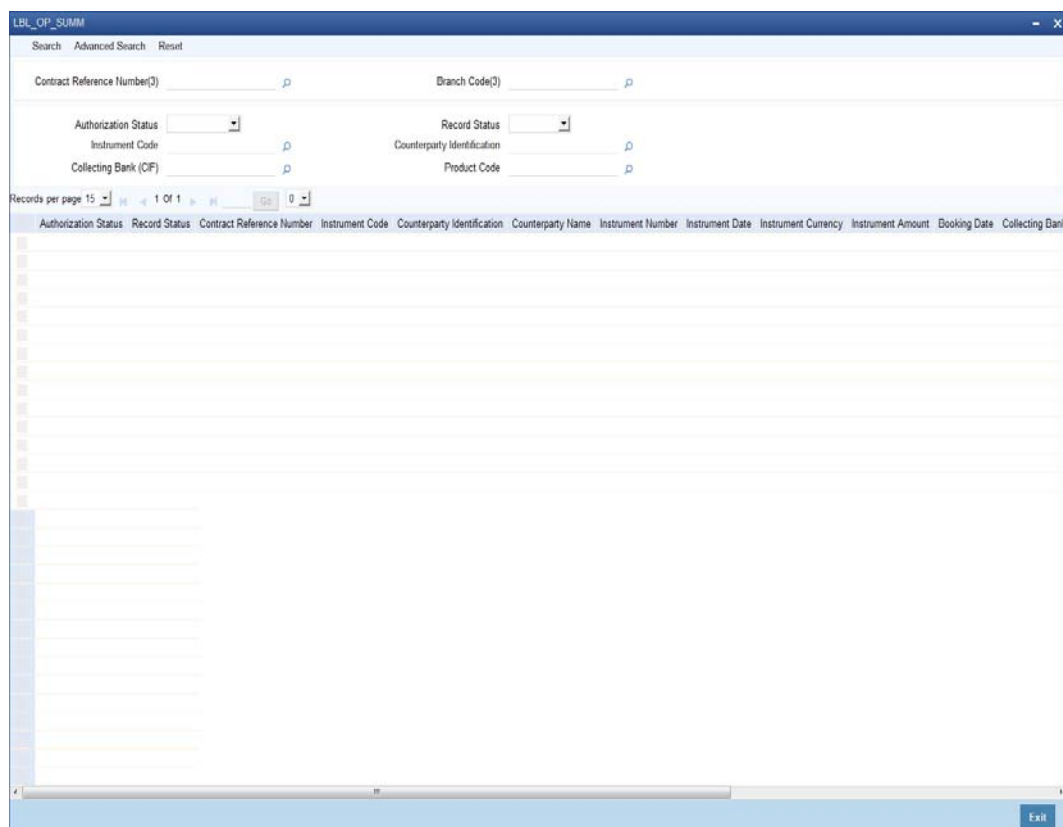 LBL_OP_SUMM
Search Advanced Search Reset
Contract Reference Number(3) Branch Code(3)
Authorization Status Record Status
Instrument Code Counterparty Identification
Collecting Bank (CIF) Product Code
Records per page 15 1 Of 1 Go 0
Authorization Status Record Status Contract Reference Number Instrument Code Counterparty Identification Counterparty Name Instrument Number Instrument Date Instrument Currency Instrument Amount Booking Date Collecting Bank
Exit